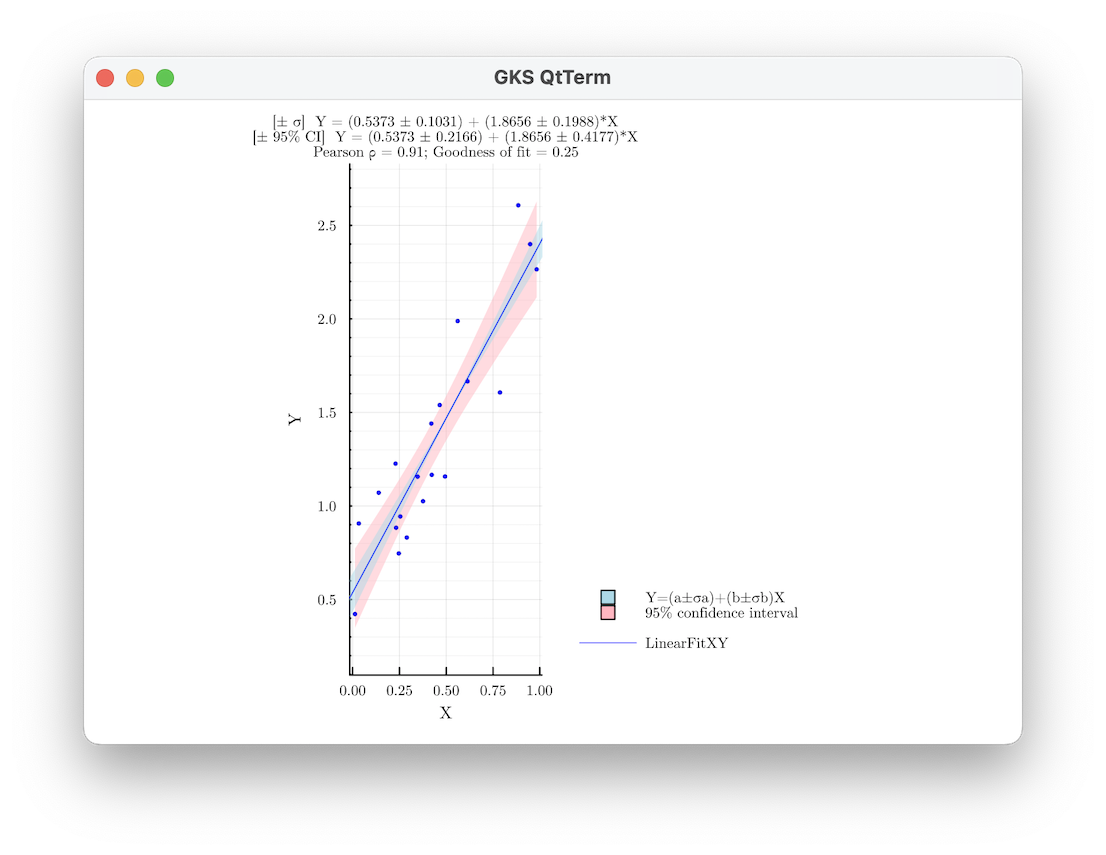 GKS QtTerm
[± σ]  Y = (0.5373 ± 0.1031) + (1.8656 ± 0.1988)*X
[± 95% CI]  Y = (0.5373 ± 0.2166) + (1.8656 ± 0.4177)*X
Pearson ρ = 0.91; Goodness of fit = 0.25
2.5
2.0
1.5
1.0
0.5
Y
0.00 0.25 0.50 0.75 1.00
X
Y=(a±σa)+(b±σb)X
95% confidence interval
LinearFitXY